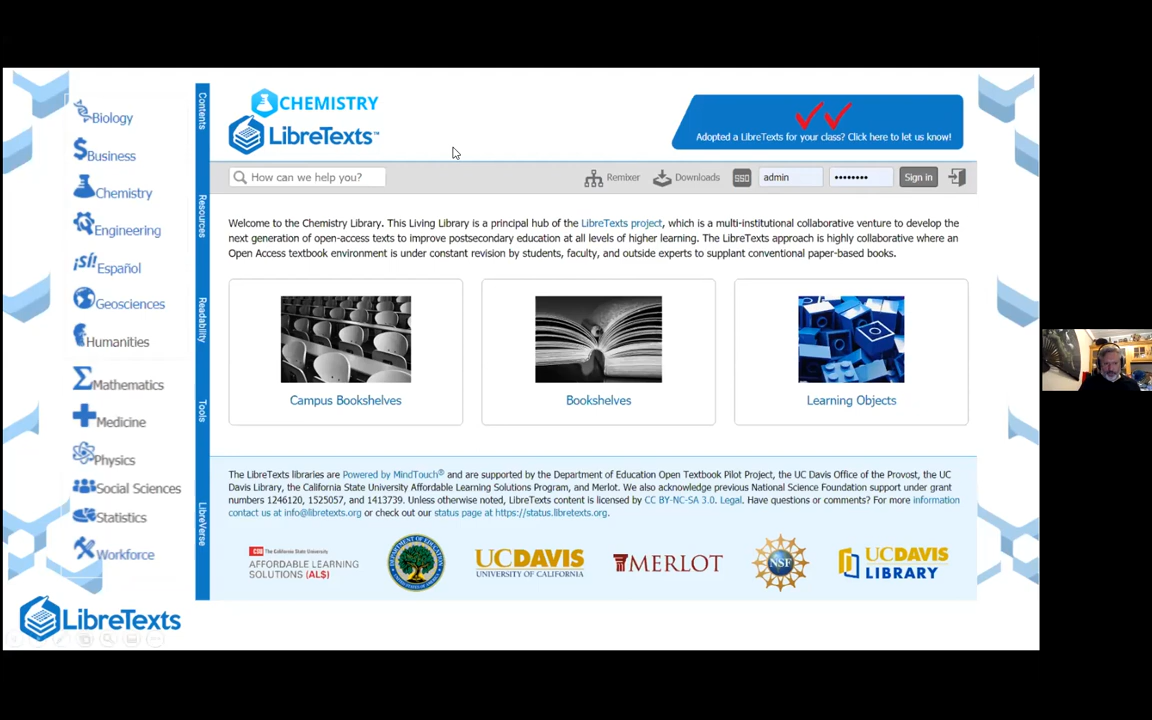 Biology
Business
Chemistry
Engineering
¡SÍ! Español
Geosciences
Humanities
Mathematics
Medicine
Physics
Social Sciences
Statistics
Workforce
LibreTexts
Contents
Resources
Readability
Tools
LibreVerse
CHEMISTRY
LibreTexts™
Adopted a LibreTexts for your class? Click here to let us know!
How can we help you?
Remixer
Downloads
SSO
admin
Sign in
Welcome to the Chemistry Library. This Living Library is a principal hub of the LibreTexts project, which is a multi-institutional collaborative venture to develop the
next generation of open-access texts to improve postsecondary education at all levels of higher learning. The LibreTexts approach is highly collaborative where an
Open Access textbook environment is under constant revision by students, faculty, and outside experts to supplant conventional paper-based books.
Campus Bookshelves
Bookshelves
Learning Objects
The LibreTexts libraries are Powered by MindTouch® and are supported by the Department of Education Open Textbook Pilot Project, the UC Davis Office of the Provost, the UC
Davis Library, the California State University Affordable Learning Solutions Program, and Merlot. We also acknowledge previous National Science Foundation support under grant
numbers 1246120, 1525057, and 1413739. Unless otherwise noted, LibreTexts content is licensed by CC BY-NC-SA 3.0. Legal. Have questions or comments? For more information
contact us at info@libretexts.org or check out our status page at https://status.libretexts.org.
CSU The California State University
AFFORDABLE LEARNING
SOLUTIONS (AL$)
UCDAVIS
UNIVERSITY OF CALIFORNIA
MERLOT
NSF
UCDAVIS
LIBRARY